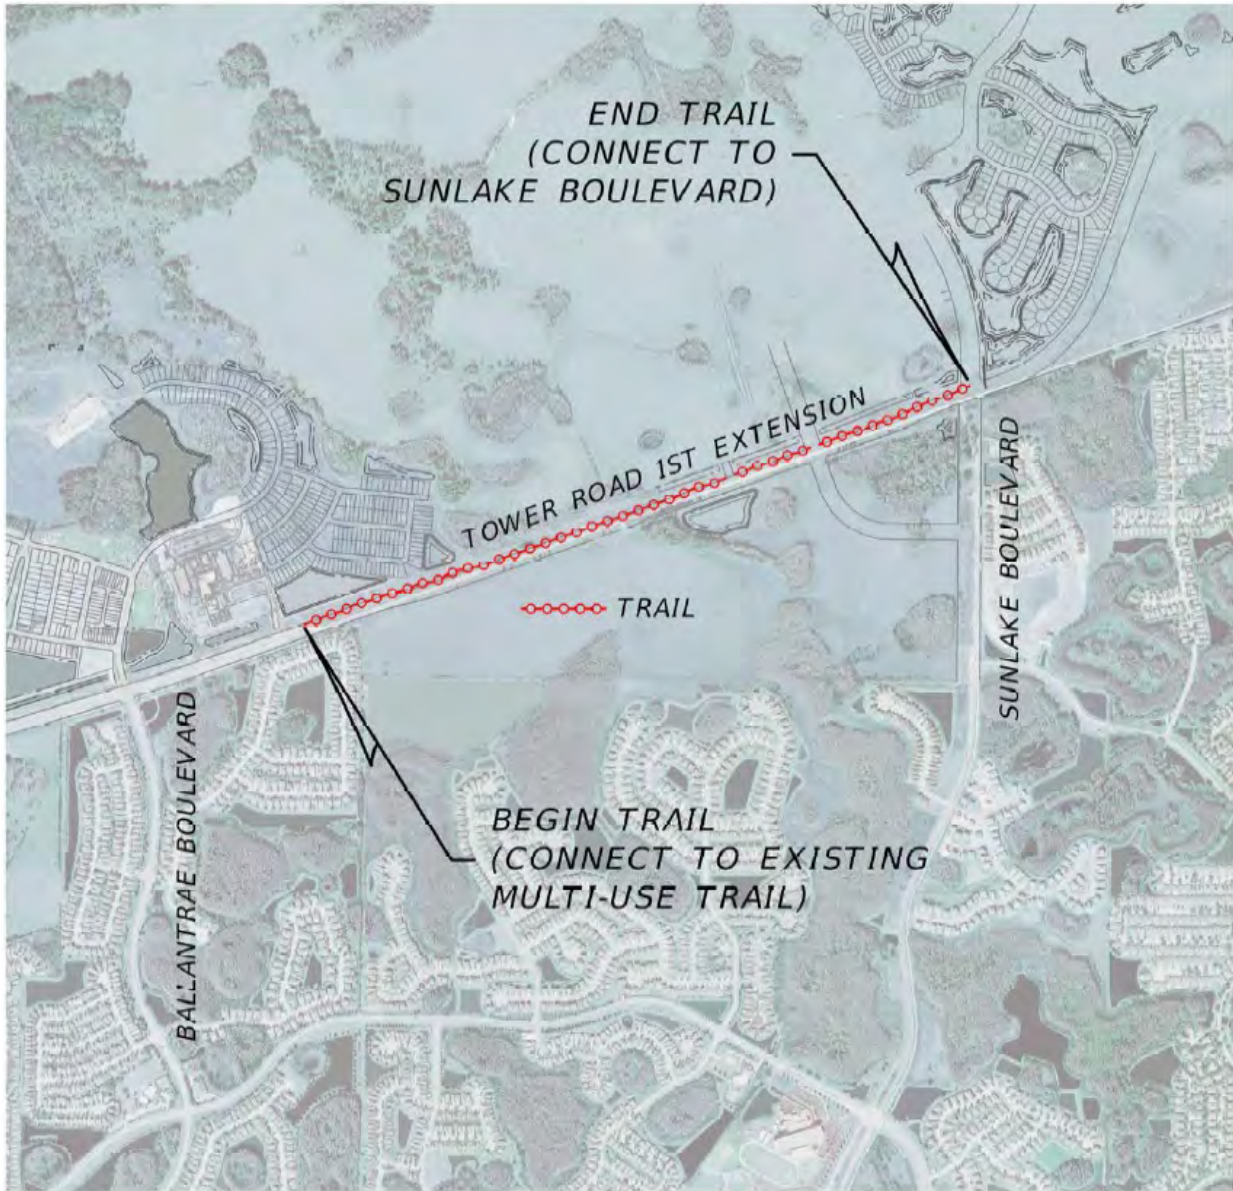 END TRAIL
(CONNECT TO
SUNLAKE BOULEVARD)
TOWER ROAD 1ST EXTENSION
TRAIL
SUNLAKE BOULEVARD
BALLANTRAE BOULEVARD
BEGIN TRAIL
(CONNECT TO EXISTING
MULTI-USE TRAIL)